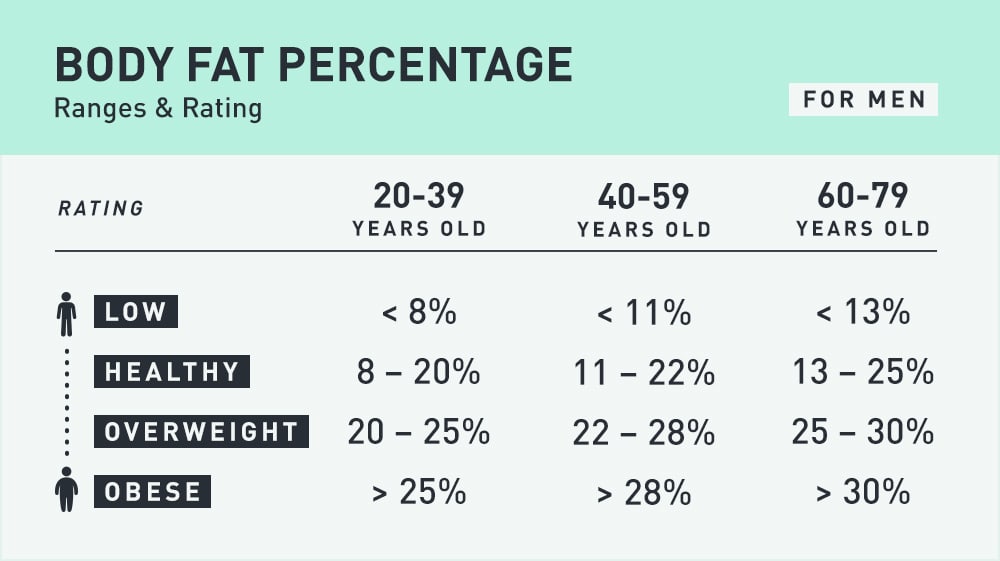 BODY FAT PERCENTAGE
Ranges & Rating
FOR MEN
RATING 20-39 YEARS OLD 40-59 YEARS OLD 60-79 YEARS OLD
LOW < 8% < 11% < 13%
HEALTHY 8 – 20% 11 – 22% 13 – 25%
OVERWEIGHT 20 – 25% 22 – 28% 25 – 30%
OBESE > 25% > 28% > 30%